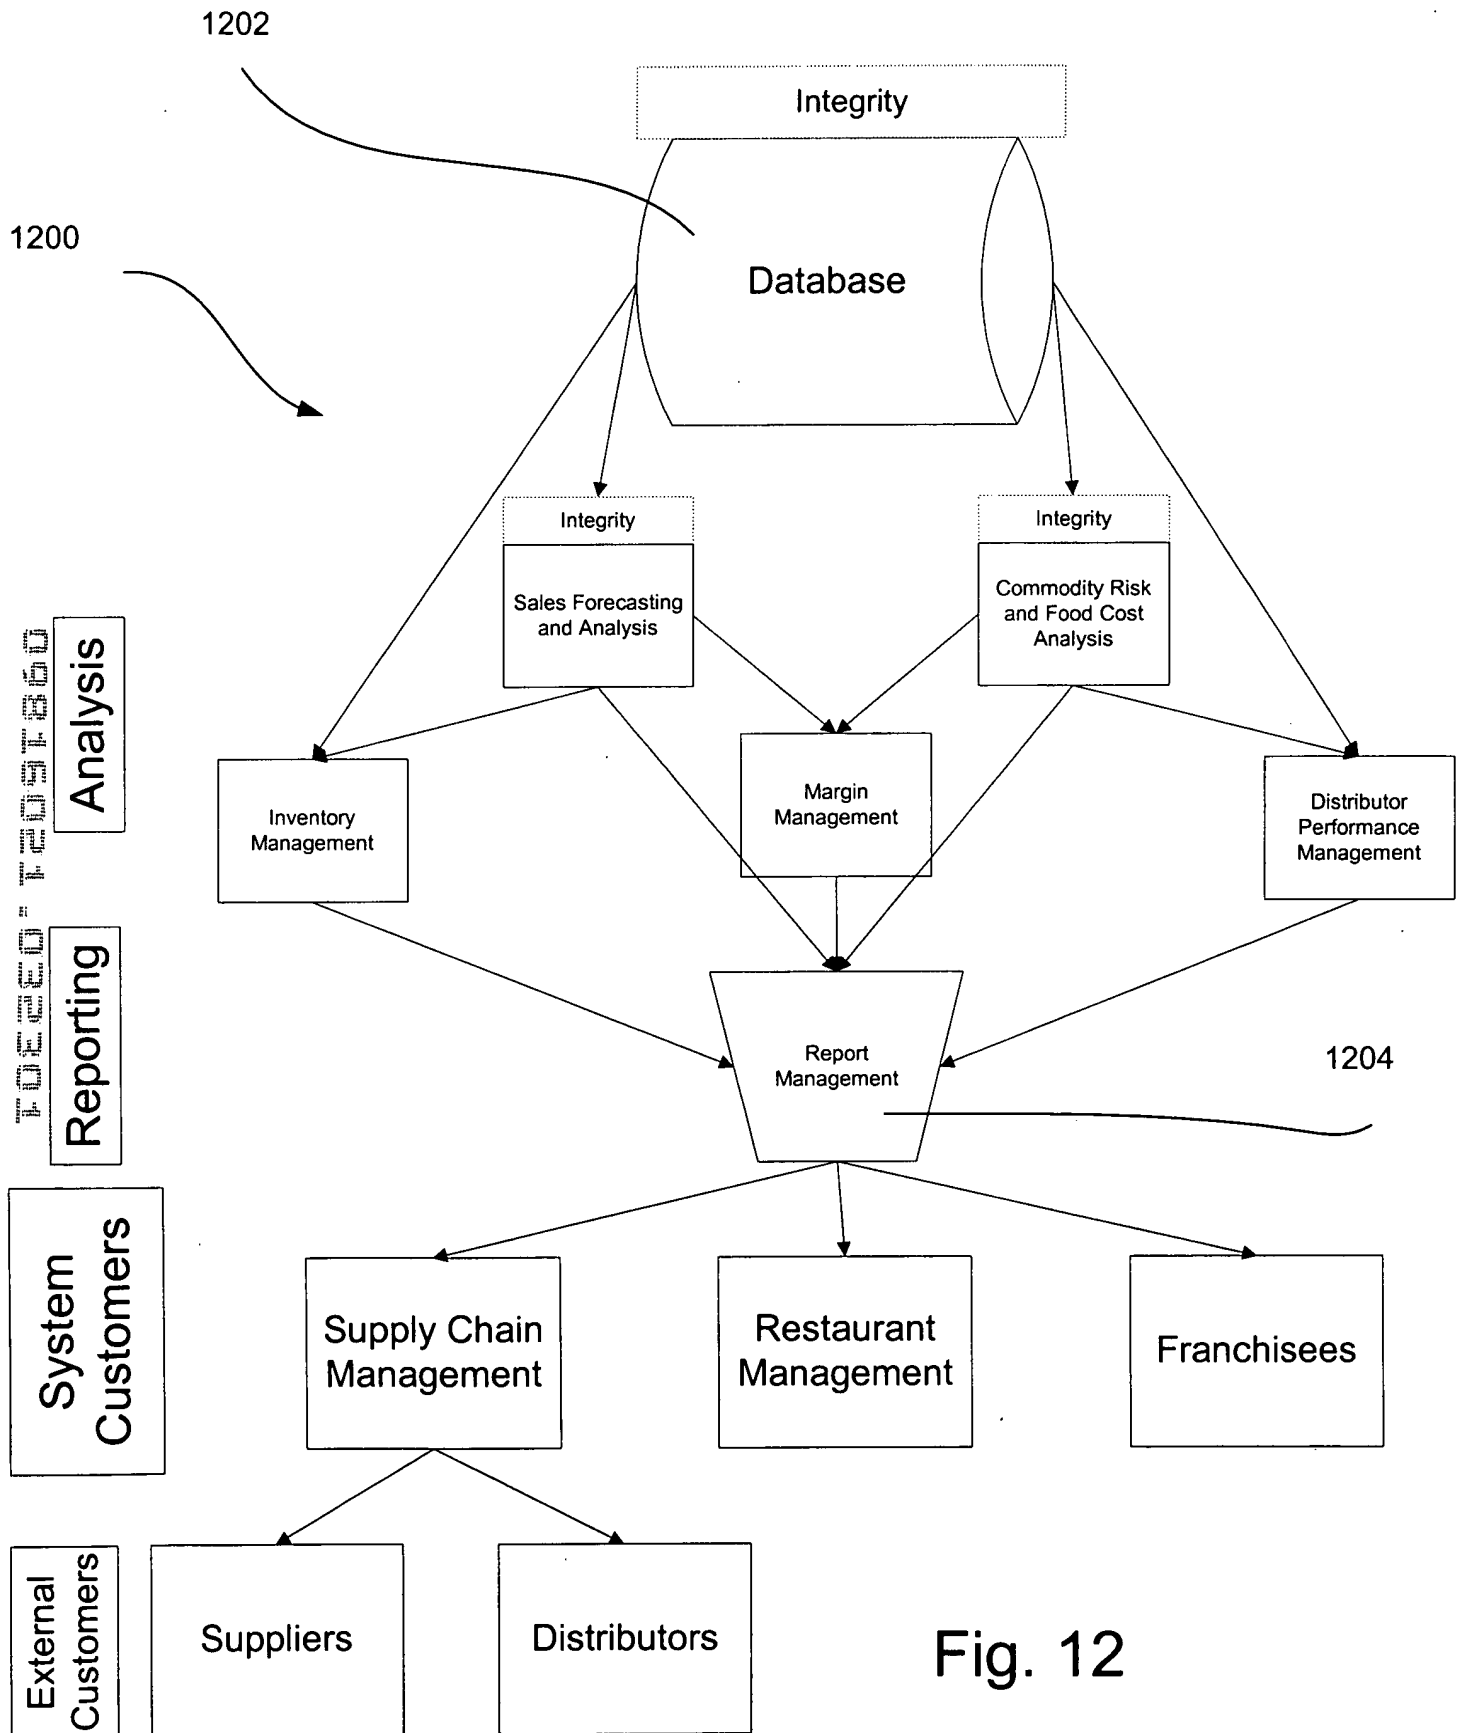 1202
Integrity
1200
Database
Integrity
Integrity
Sales Forecasting
and Analysis
Commodity Risk
and Food Cost
Analysis
Analysis
Inventory
Management
Margin
Management
Distributor
Performance
Management
Reporting
Report
Management
1204
System
Customers
Supply Chain
Management
Restaurant
Management
Franchisees
External
Customers
Suppliers
Distributors
Fig. 12